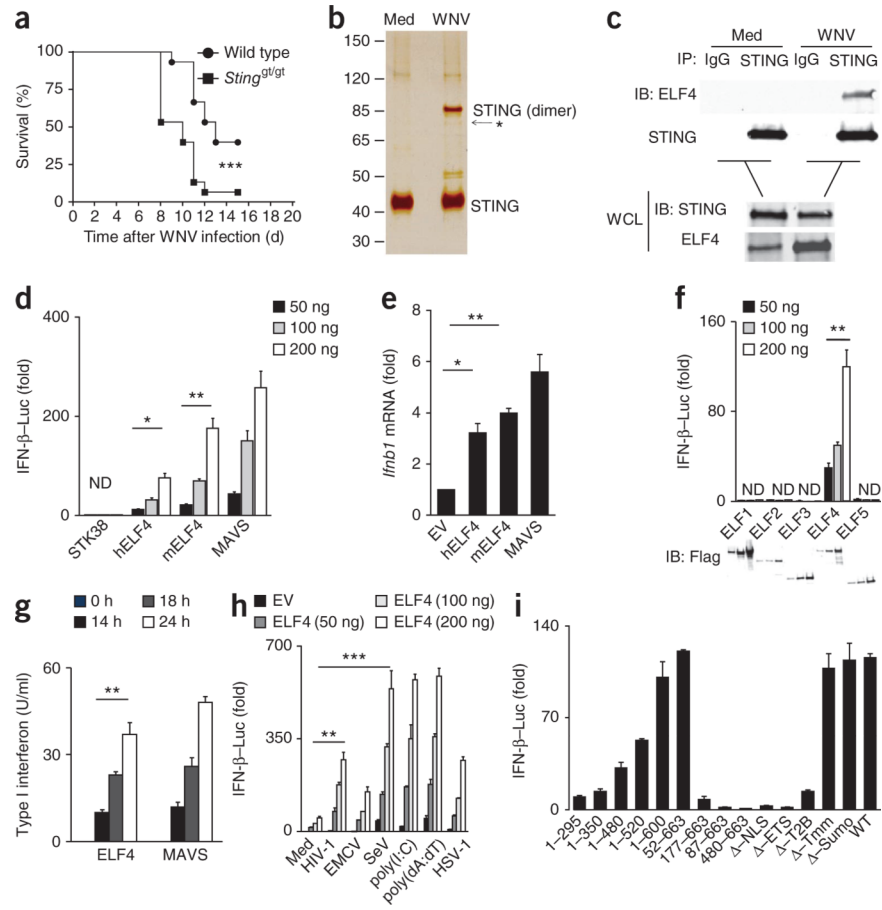 a
100
75
50
25
0
Survival (%)
Wild type
Sting^gt/gt
***
0 2 4 6 8 10 12 14 16 18 20
Time after WNV infection (d)
b
Med WNV
150
120
85
65
50
40
30
STING (dimer)
*
STING
c
Med WNV
IP: IgG STING IgG STING
IB: ELF4
STING
WCL
IB: STING
ELF4
d
50 ng
100 ng
200 ng
400
200
0
IFN-β–Luc (fold)
ND
*
**
STK38 hELF4 mELF4 MAVS
e
8
6
4
2
0
Ifnb1 mRNA (fold)
**
*
EV hELF4 mELF4 MAVS
f
50 ng
100 ng
200 ng
160
80
0
IFN-β–Luc (fold)
**
ND ND ND ND
ELF1 ELF2 ELF3 ELF4 ELF5
IB: Flag
g
0 h 18 h
14 h 24 h
60
30
0
Type I interferon (U/ml)
**
ELF4 MAVS
h
EV ELF4 (100 ng)
ELF4 (50 ng) ELF4 (200 ng)
700
350
0
IFN-β–Luc (fold)
***
**
Med HIV-1 EMCV SeV poly(I:C) poly(dA:dT) HSV-1
i
140
70
0
IFN-β–Luc (fold)
1–295 1–350 1–480 1–520 1–600 52–663 177–663 87–663 480–663 Δ–NLS Δ–ETS Δ–T2B Δ–Tmm Δ–Sumo WT